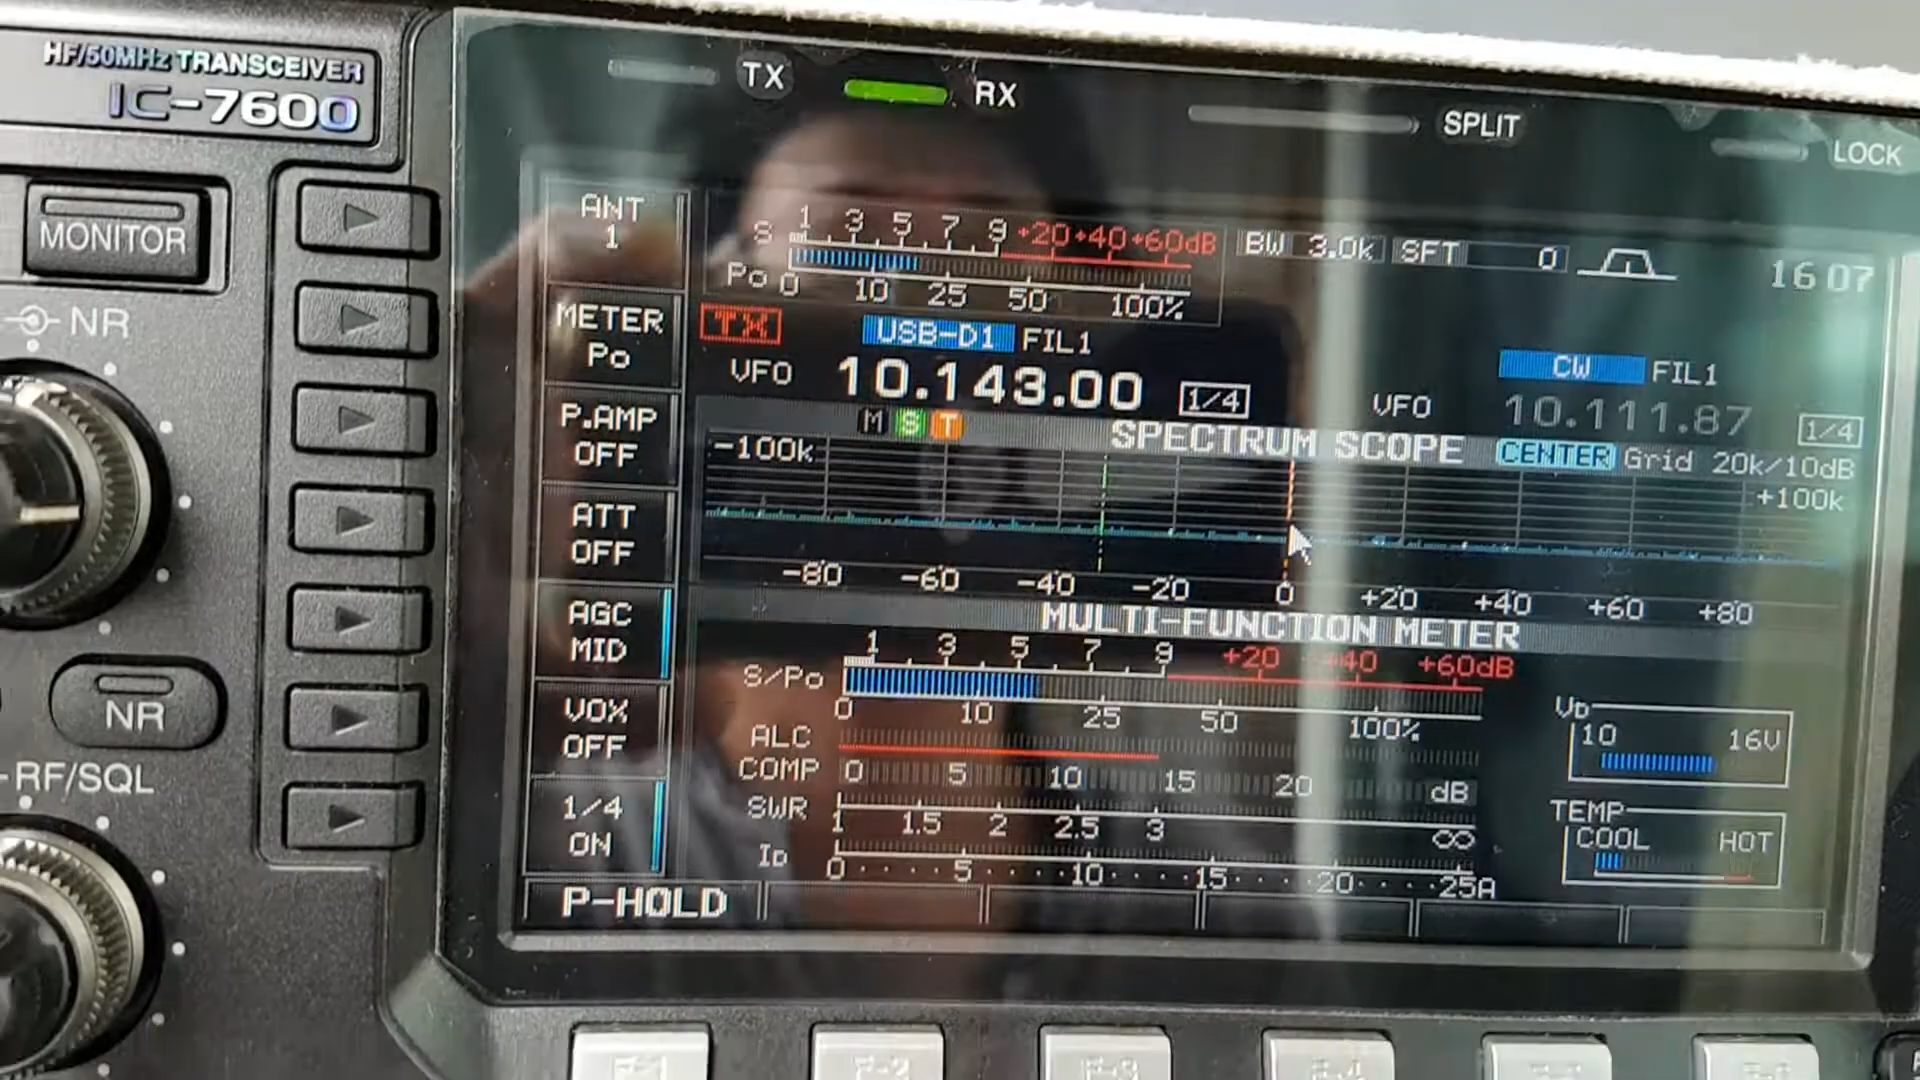 HF/50MHz TRANSCEIVER
IC-7600
TX
RX
SPLIT
LOCK
MONITOR
NR
NR
RF/SQL
ANT
1
METER
Po
P.AMP
OFF
ATT
OFF
AGC
MID
VOX
OFF
1/4
ON
P-HOLD
S 1 3 5 7 9 +20 +40 +60dB
Po 0 10 25 50 100%
BW 3.0k SFT 0
16 07
TX USB-D1 FIL1
VFO 10.143.00 1/4
CW FIL1
VFO 10.111.87 1/4
M S T
SPECTRUM SCOPE CENTER Grid 20k/10dB
-100k +100k
-80 -60 -40 -20 0 +20 +40 +60 +80
MULTI-FUNCTION METER
1 3 5 7 9 +20 +40 +60dB
S/Po
0 10 25 50 100%
ALC
COMP 0 5 10 15 20 dB
SWR
1 1.5 2 2.5 3 ∞
ID
0 5 10 15 20 25A
VD
10 16V
TEMP
COOL HOT
F-2
F-3
F-4